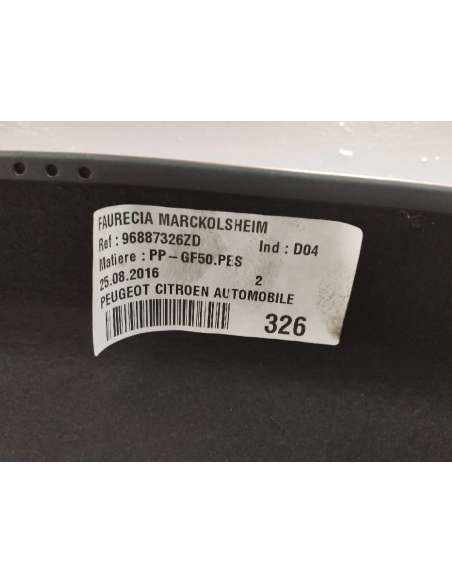 FAURECIA MARCKOLSHEIM
Ref : 96887326ZD Ind : D04
Matiere : PP-GF50.PES
25.08.2016 2
PEUGEOT CITROEN AUTOMOBILE
326